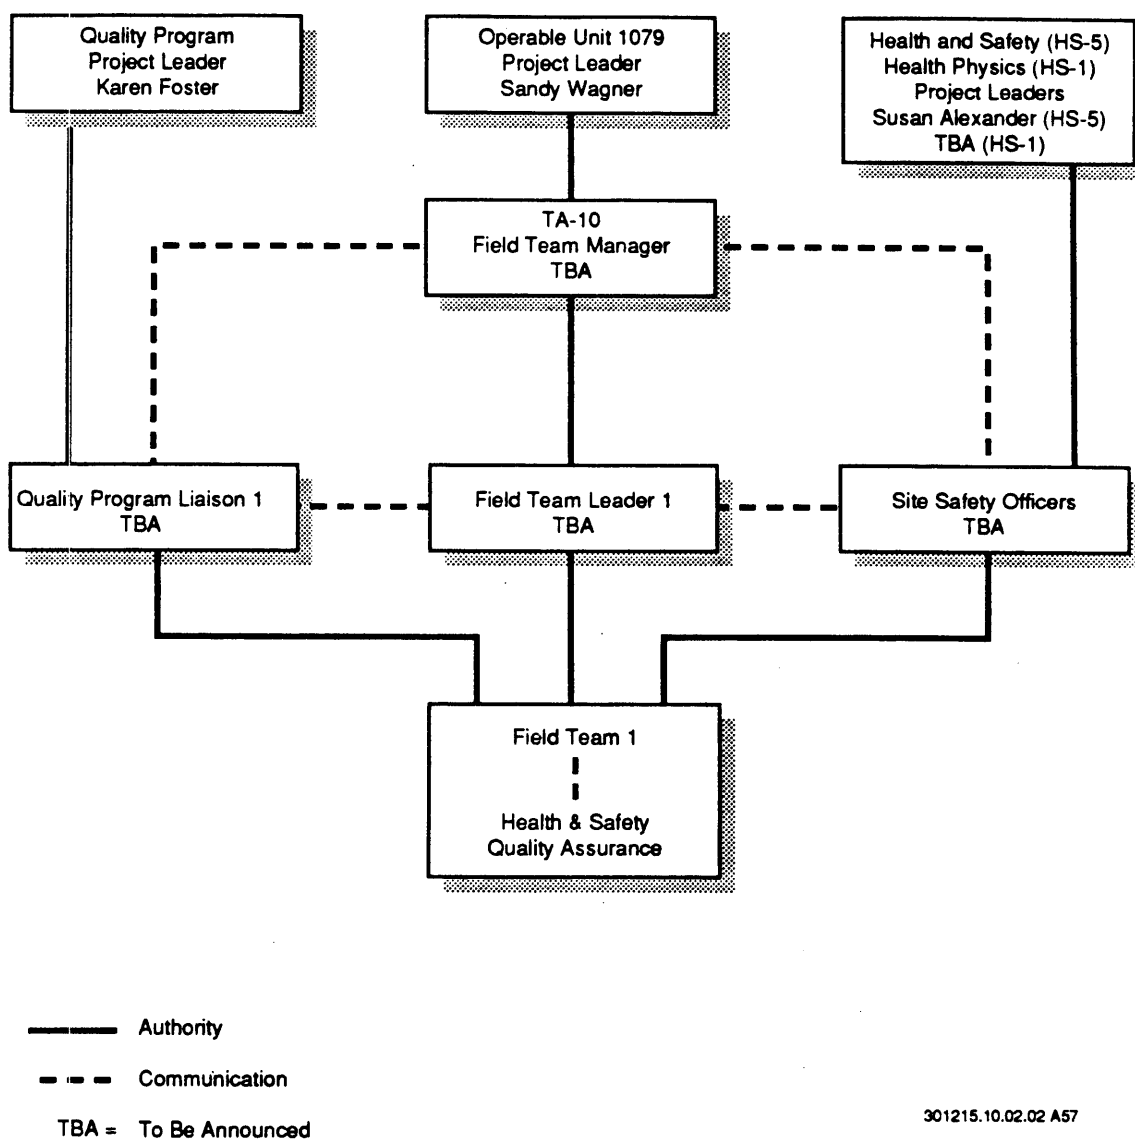 Quality Program
Project Leader
Karen Foster
Operable Unit 1079
Project Leader
Sandy Wagner
Health and Safety (HS-5)
Health Physics (HS-1)
Project Leaders
Susan Alexander (HS-5)
TBA (HS-1)
TA-10
Field Team Manager
TBA
Quality Program Liaison 1
TBA
Field Team Leader 1
TBA
Site Safety Officers
TBA
Field Team 1
Health & Safety
Quality Assurance
Authority
Communication
TBA = To Be Announced
301215.10.02.02 A57